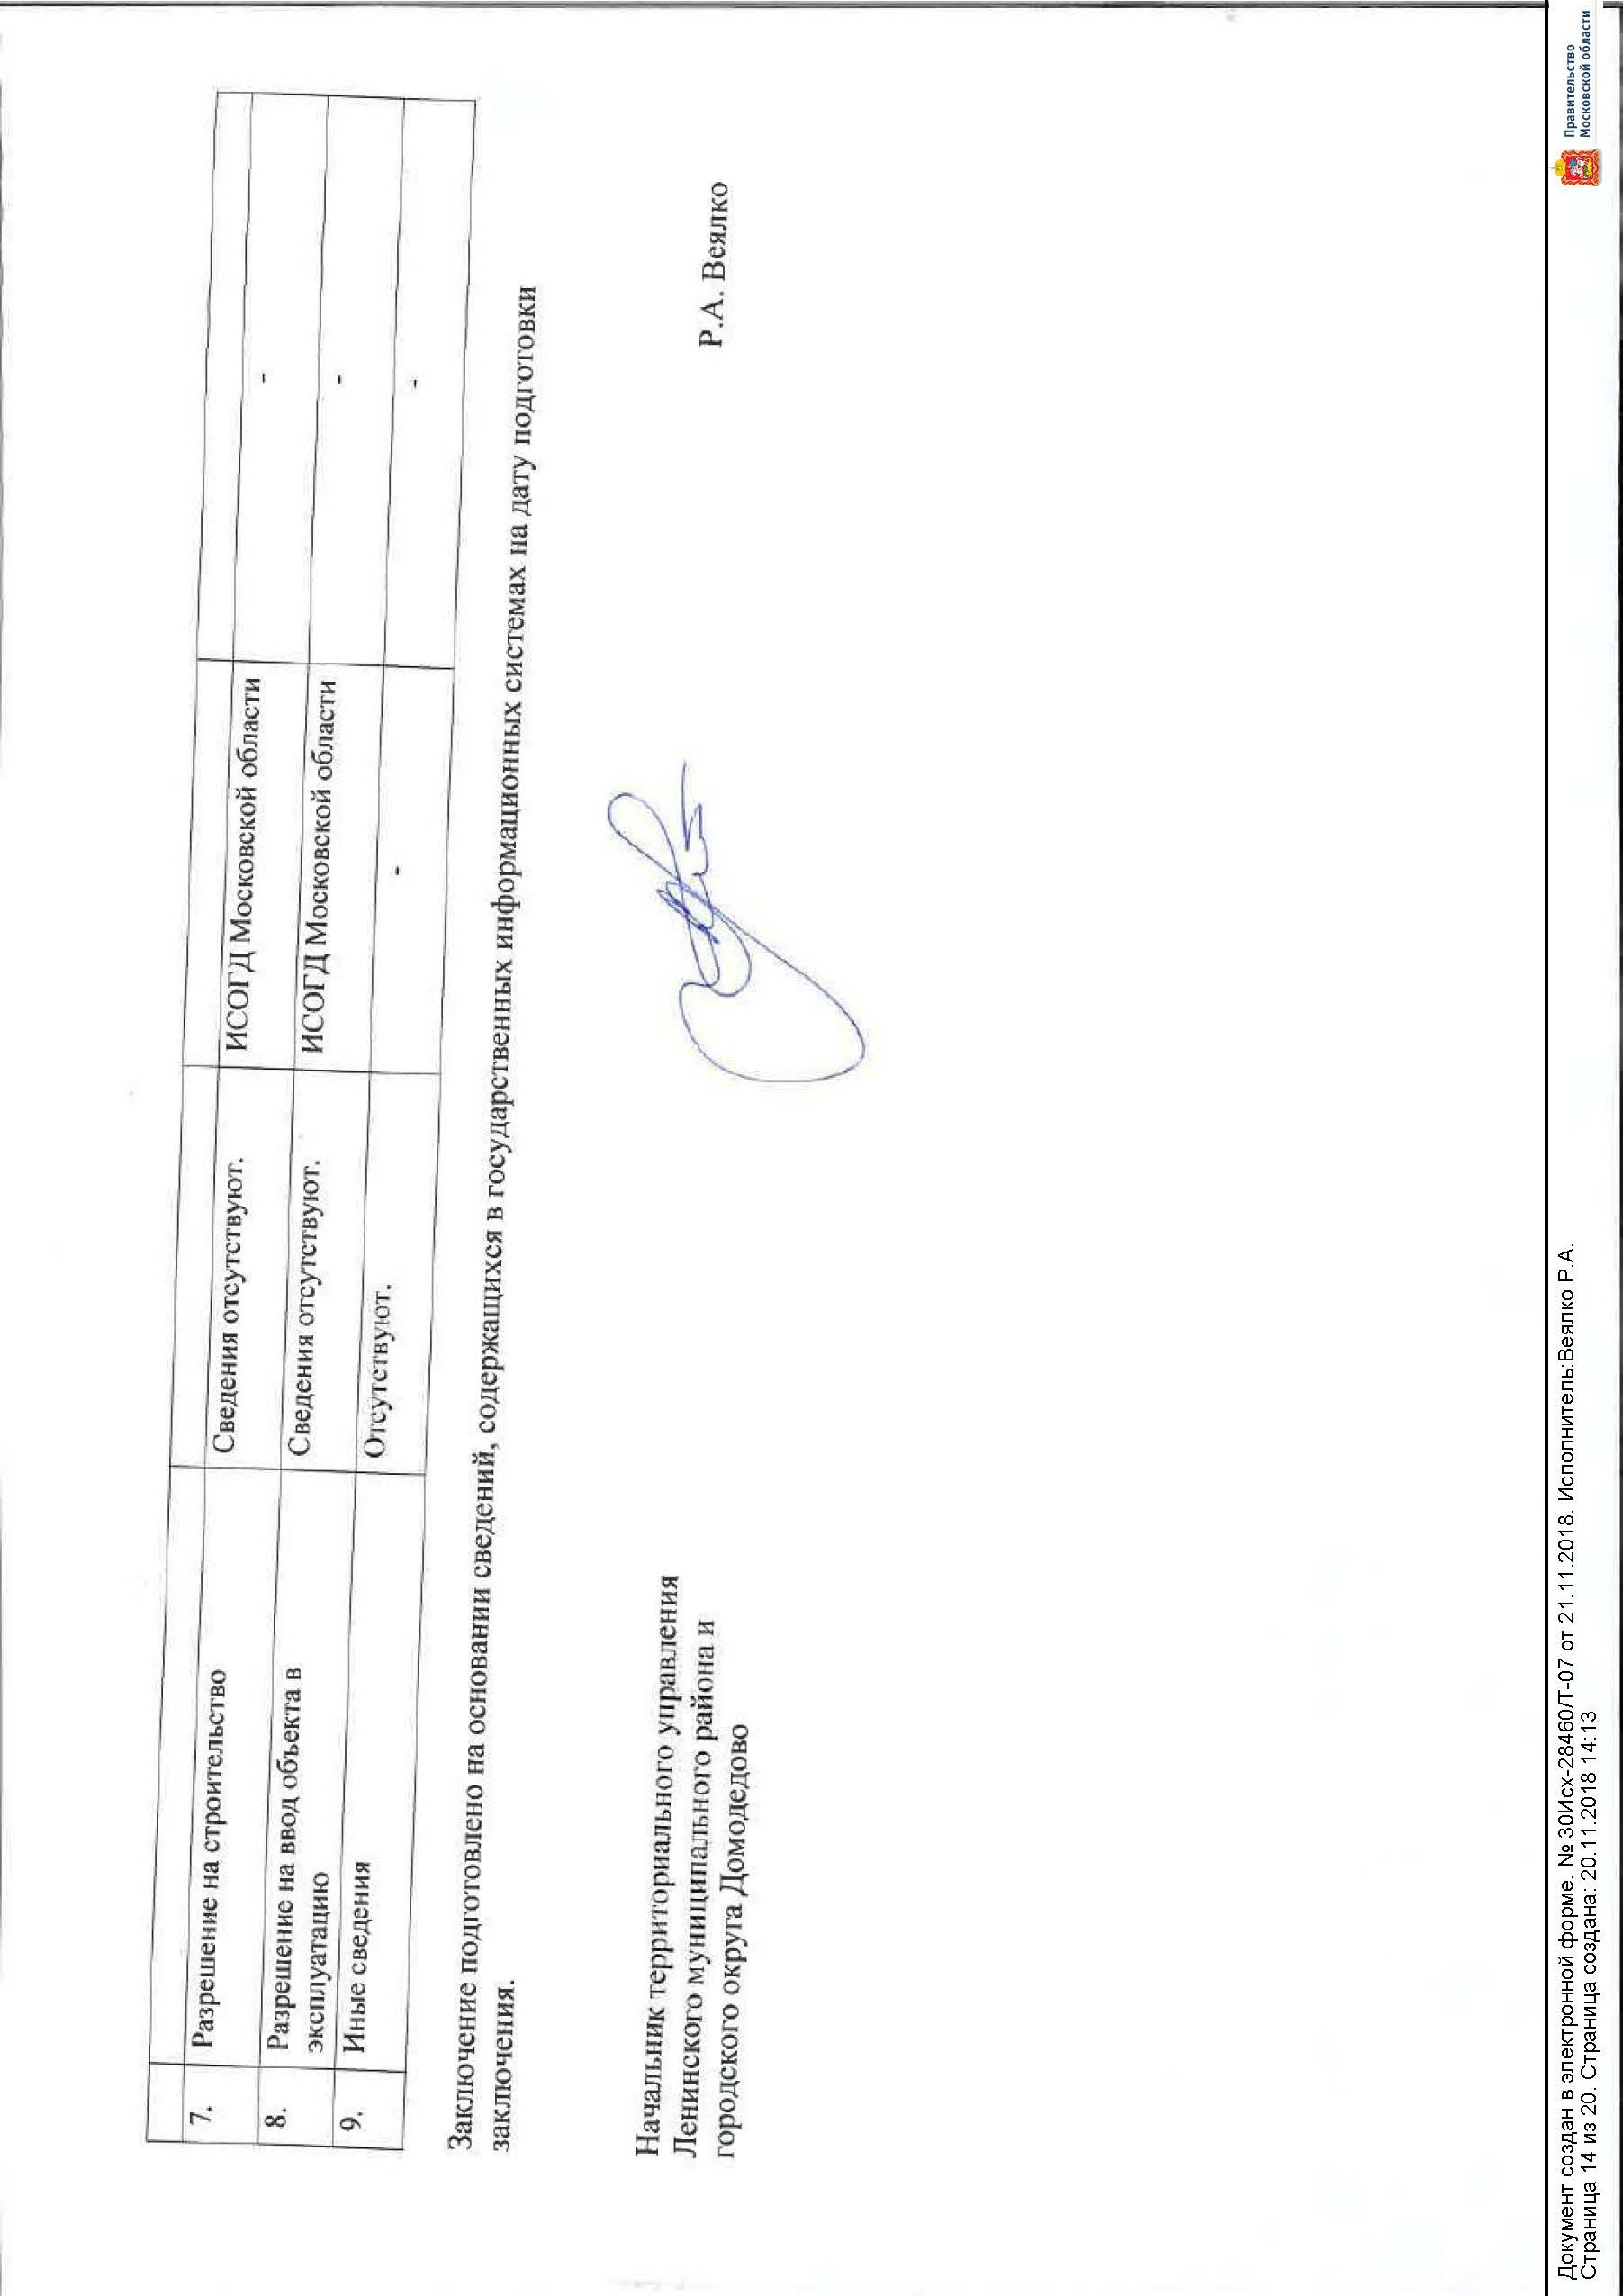 7. Разрешение на строительство Сведения отсутствуют. ИСОГД Московской области -
8. Разрешение на ввод объекта в эксплуатацию Сведения отсутствуют. ИСОГД Московской области -
9. Иные сведения Отсутствуют. - -
Заключение подготовлено на основании сведений, содержащихся в государственных информационных системах на дату подготовки
заключения.
Начальник территориального управления
Ленинского муниципального района и
городского округа Домодедово
Р.А. Веялко
Документ создан в электронной форме. № 30Исх-28460/Т-07 от 21.11.2018. Исполнитель:Веялко Р.А.
Страница 14 из 20. Страница создана: 20.11.2018 14:13
Правительство
Московской области